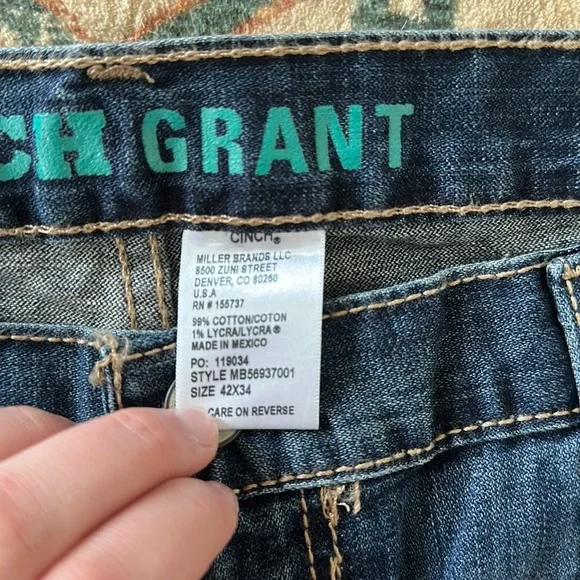 CH GRANT
CINCH®
MILLER BRANDS LLC
8500 ZUNI STREET
DENVER, CO 80260
U.S.A
RN # 155737
99% COTTON/COTON
1% LYCRA/LYCRA®
MADE IN MEXICO
PO: 119034
STYLE MB56937001
SIZE 42X34
CARE ON REVERSE